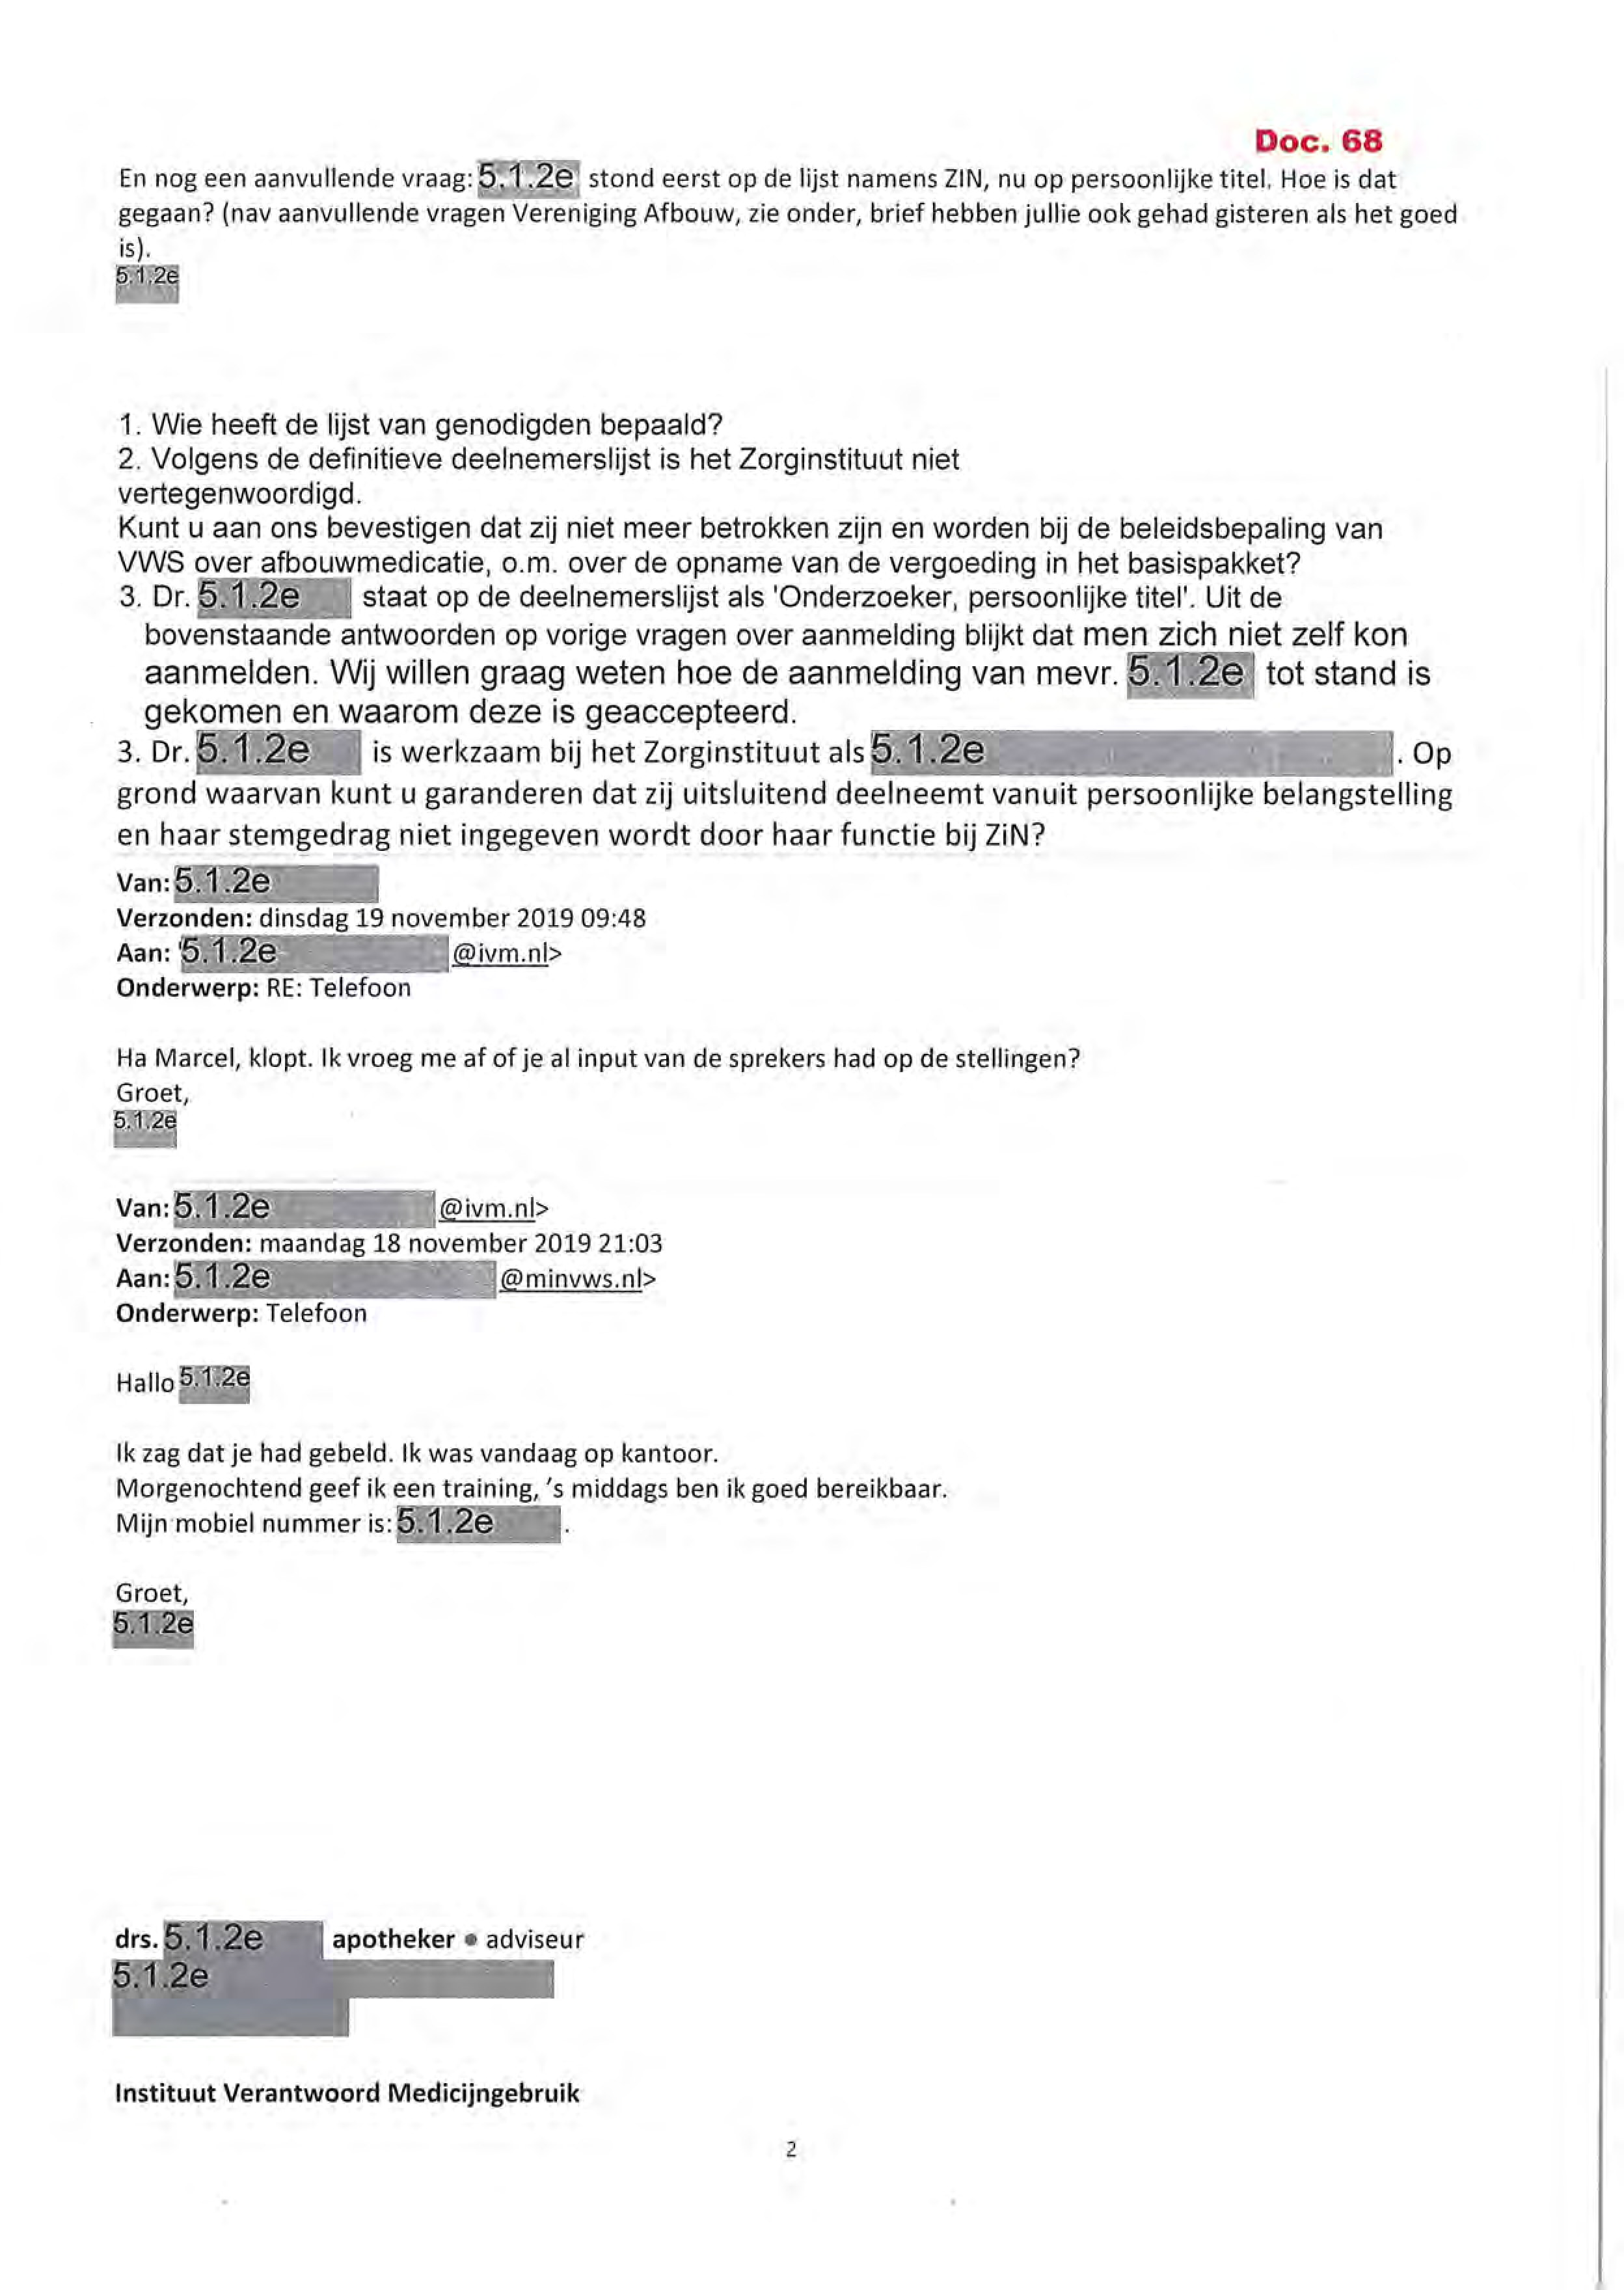 Doc. 68
En nog een aanvullende vraag: 5.1.2e stond eerst op de lijst namens ZIN, nu op persoonlijke titel. Hoe is dat
gegaan? (nav aanvullende vragen Vereniging Afbouw, zie onder, brief hebben jullie ook gehad gisteren als het goed
is).
5.1.2e
1. Wie heeft de lijst van genodigden bepaald?
2. Volgens de definitieve deelnemerslijst is het Zorginstituut niet
vertegenwoordigd.
Kunt u aan ons bevestigen dat zij niet meer betrokken zijn en worden bij de beleidsbepaling van
VWS over afbouwmedicatie, o.m. over de opname van de vergoeding in het basispakket?
3. Dr. 5.1.2e staat op de deelnemerslijst als 'Onderzoeker, persoonlijke titel'. Uit de
bovenstaande antwoorden op vorige vragen over aanmelding blijkt dat men zich niet zelf kon
aanmelden. Wij willen graag weten hoe de aanmelding van mevr. 5.1.2e tot stand is
gekomen en waarom deze is geaccepteerd.
3. Dr. 5.1.2e is werkzaam bij het Zorginstituut als 5.1.2e . Op
grond waarvan kunt u garanderen dat zij uitsluitend deelneemt vanuit persoonlijke belangstelling
en haar stemgedrag niet ingegeven wordt door haar functie bij ZiN?
Van: 5.1.2e
Verzonden: dinsdag 19 november 2019 09:48
Aan: '5.1.2e @ivm.nl>
Onderwerp: RE: Telefoon
Ha Marcel, klopt. Ik vroeg me af of je al input van de sprekers had op de stellingen?
Groet,
5.1.2e
Van: 5.1.2e @ivm.nl>
Verzonden: maandag 18 november 2019 21:03
Aan: 5.1.2e @minvws.nl>
Onderwerp: Telefoon
Hallo 5.1.2e
Ik zag dat je had gebeld. Ik was vandaag op kantoor.
Morgenochtend geef ik een training, 's middags ben ik goed bereikbaar.
Mijn mobiel nummer is: 5.1.2e .
Groet,
5.1.2e
drs. 5.1.2e apotheker ● adviseur
5.1.2e
Instituut Verantwoord Medicijngebruik
2